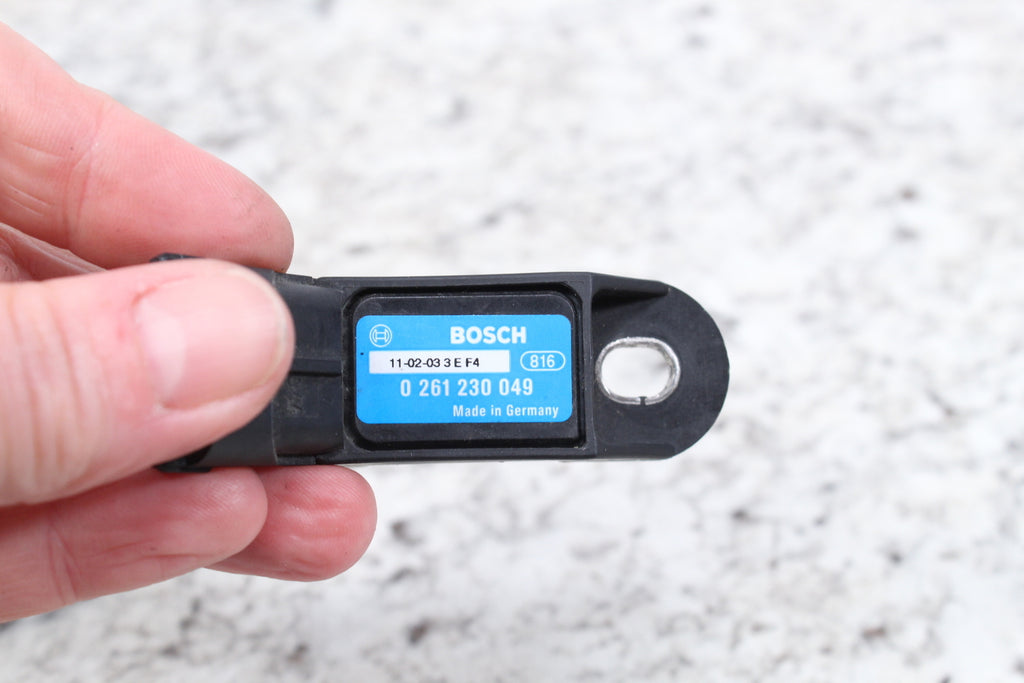 BOSCH
11-02-03 3 E F4 816
0 261 230 049
Made in Germany